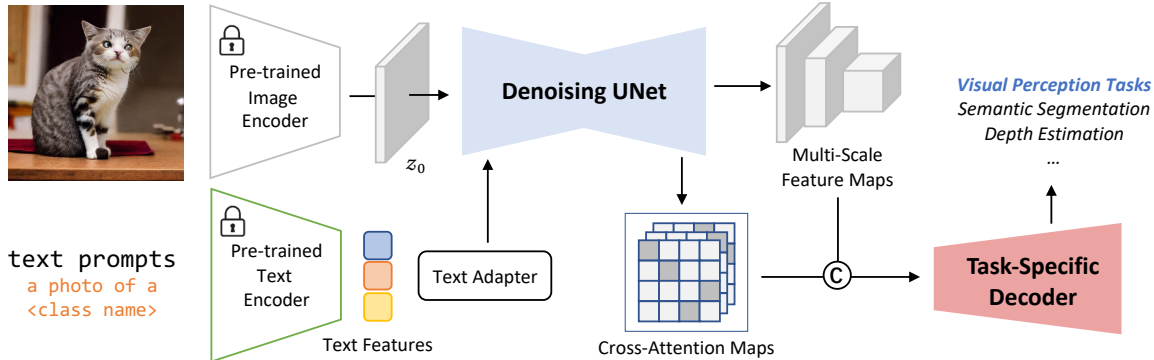 Pre-trained
Image
Encoder
z0
Denoising UNet
Multi-Scale
Feature Maps
Visual Perception Tasks
Semantic Segmentation
Depth Estimation
...
text prompts
a photo of a
<class name>
Pre-trained
Text
Encoder
Text Features
Text Adapter
Cross-Attention Maps
C
Task-Specific
Decoder